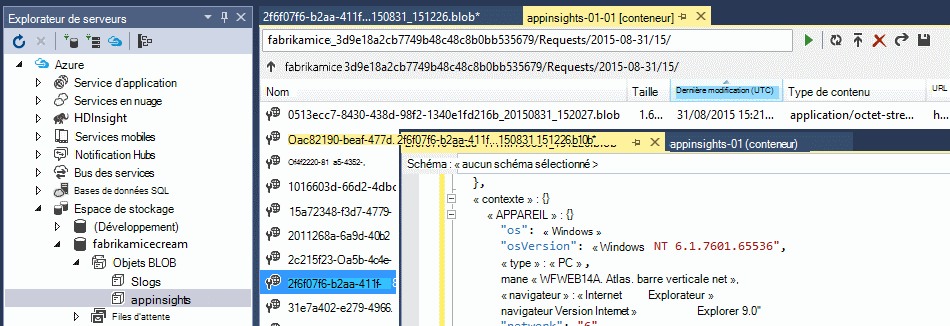 Explorateur de serveurs
Azure
Service d'application
Services en nuage
HDInsight
Services mobiles
Notification Hubs
Bus des services
Bases de données SQL
Espace de stockage
(Développement)
fabrikamicecream
Objets BLOB
Slogs
appinsights
Files d'attente
2f6f07f6-b2aa-411f...150831_151226.blob*
appinsights-01-01 [conteneur]
fabrikamice_3d9e18a2cb7749b48c48c8b0bb535679/Requests/2015-08-31/15/
fabrikamice 3d9e18a2cb7749b48c48c8b0bb535679/Requests/2015-08-31/15/
Nom Taille Dernière modification (UTC) Type de contenu URL
0513ecc7-8430-438d-98f2-1340e1fd216b_20150831_152027.blob 1.6... 31/08/2015 15:21... application/octet-stre... h...
Oac82190-beaf-477d. 2f6f07f6-b2aa-411f...150831 151226.b10b*
appinsights-01 (conteneur)
Of4f2220-81 a5-4352-,
1016603d-66d2-4dbd
15a72348-f3d7-4779-
2011268a-6a9d-40b2
2c215f23-Oa5b-4c4e-
2f6f07f6-b2aa-411f-
31e7a402-e279-4966.
Schéma : « aucun schéma sélectionné >
},
« contexte » : {}
« APPAREIL » : {}
"os": « Windows »
"osVersion": « Windows NT 6.1.7601.65536",
« type » : « PC » ,
mane « WFWEB14A. Atlas. barre verticale net »,
« navigateur » : « Internet Explorateur »
navigateur Version Internet » Explorer 9.0"
"network": "6"